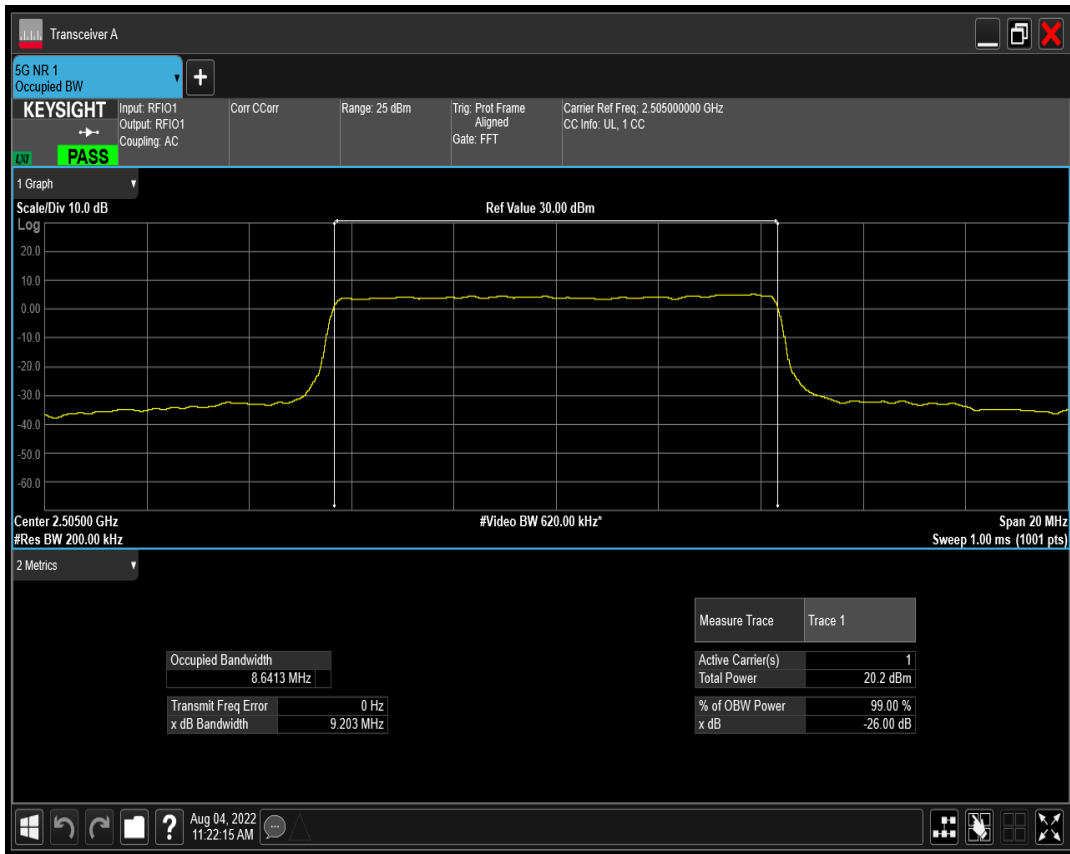 Transceiver A
5G NR 1
Occupied BW
+
KEYSIGHT
LXI
PASS
Input: RFIO1
Output: RFIO1
Coupling: AC
Corr CCorr
Range: 25 dBm
Trig: Prot Frame
Aligned
Gate: FFT
Carrier Ref Freq: 2.505000000 GHz
CC Info: UL, 1 CC
1 Graph
Scale/Div 10.0 dB
Ref Value 30.00 dBm
Log
20.0
10.0
0.00
-10.0
-20.0
-30.0
-40.0
-50.0
-60.0
Center 2.50500 GHz
#Video BW 620.00 kHz*
Span 20 MHz
#Res BW 200.00 kHz
Sweep 1.00 ms (1001 pts)
2 Metrics
Measure Trace Trace 1
Occupied Bandwidth
8.6413 MHz
Active Carrier(s) 1
Total Power 20.2 dBm
Transmit Freq Error 0 Hz
x dB Bandwidth 9.203 MHz
% of OBW Power 99.00 %
x dB -26.00 dB
?
Aug 04, 2022
11:22:15 AM